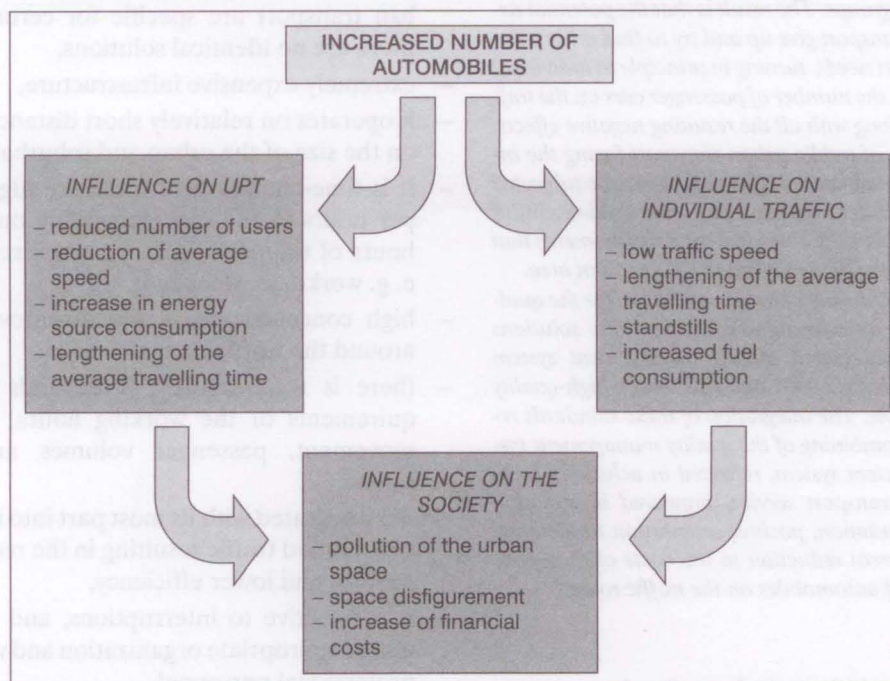 INCREASED NUMBER OF
AUTOMOBILES
INFLUENCE ON UPT
– reduced number of users
– reduction of average
speed
– increase in energy
source consumption
– lengthening of the
average travelling time
INFLUENCE ON
INDIVIDUAL TRAFFIC
– low traffic speed
– lengthening of the average
travelling time
– standstills
– increased fuel
consumption
INFLUENCE ON THE
SOCIETY
– pollution of the urban
space
– space disfigurement
– increase of financial
costs